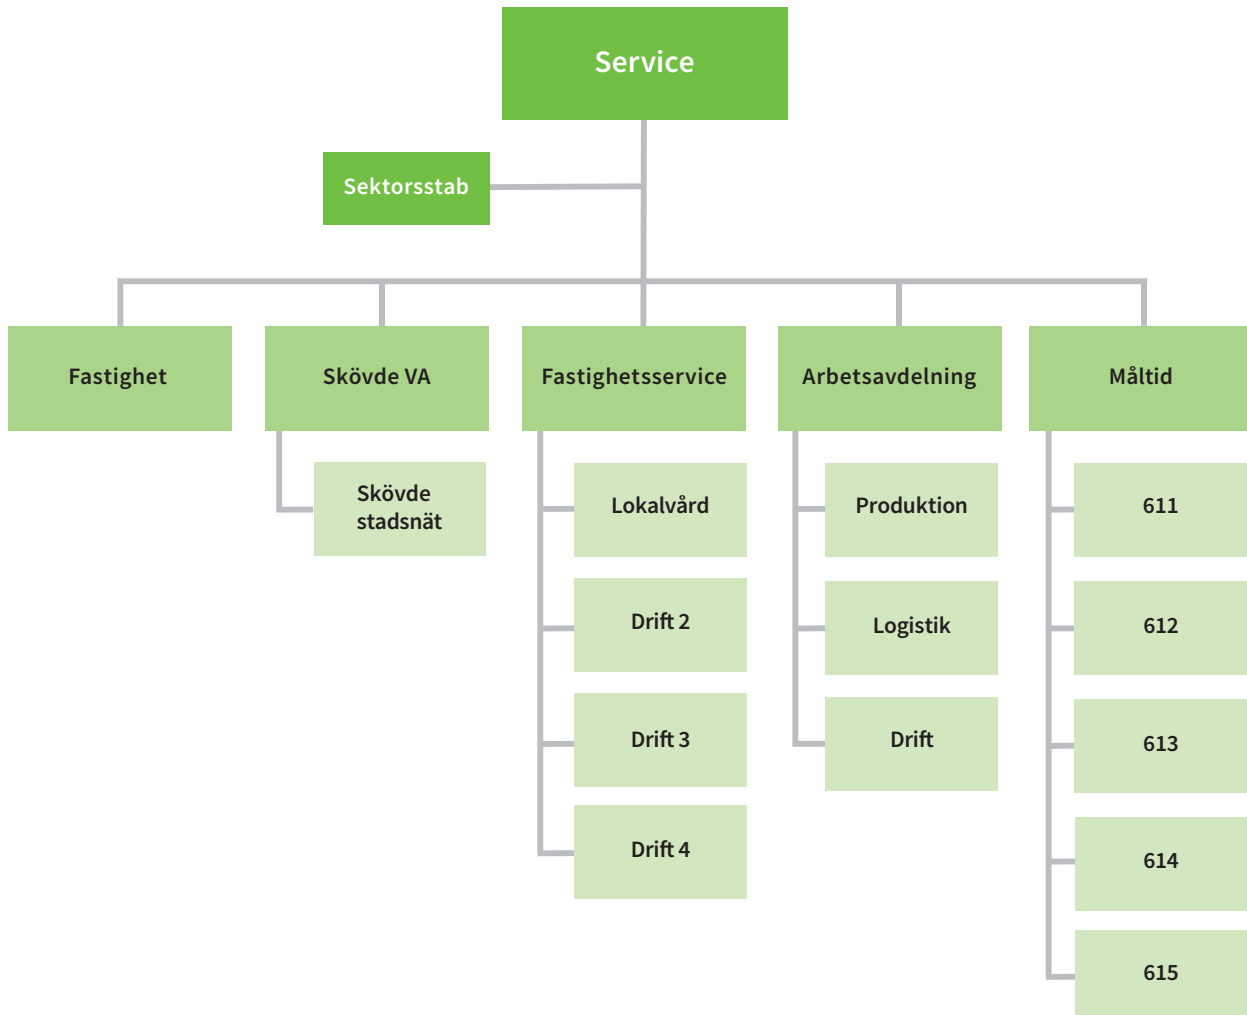 Service
Sektorsstab
Fastighet
Skövde VA
Fastighetsservice
Arbetsavdelning
Måltid
Skövde
stadsnät
Lokalvård
Drift 2
Drift 3
Drift 4
Produktion
Logistik
Drift
611
612
613
614
615